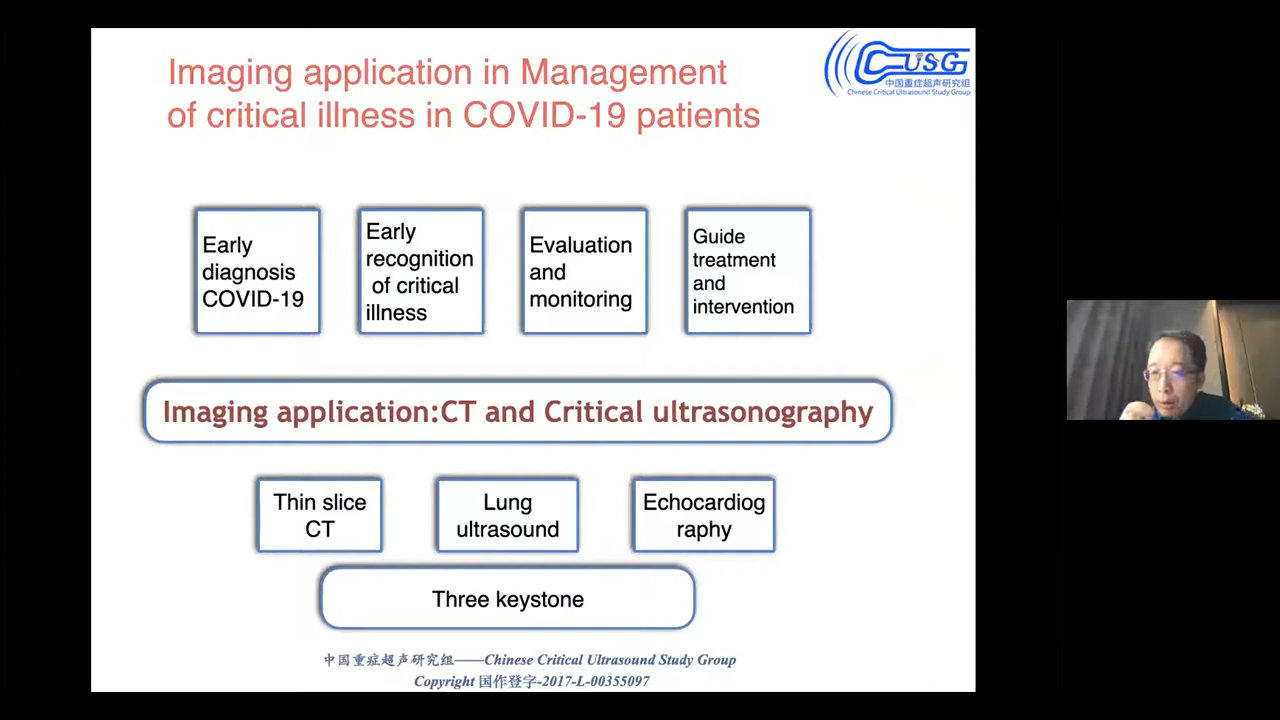 Imaging application in Management
of critical illness in COVID-19 patients
CUSG
中国重症超声研究组
Chinese Critical Ultrasound Study Group
Early
diagnosis
COVID-19
Early
recognition
of critical
illness
Evaluation
and
monitoring
Guide
treatment
and
intervention
Imaging application:CT and Critical ultrasonography
Thin slice
CT
Lung
ultrasound
Echocardiog
raphy
Three keystone
中国重症超声研究组——Chinese Critical Ultrasound Study Group
Copyright 国作登字-2017-L-00355097